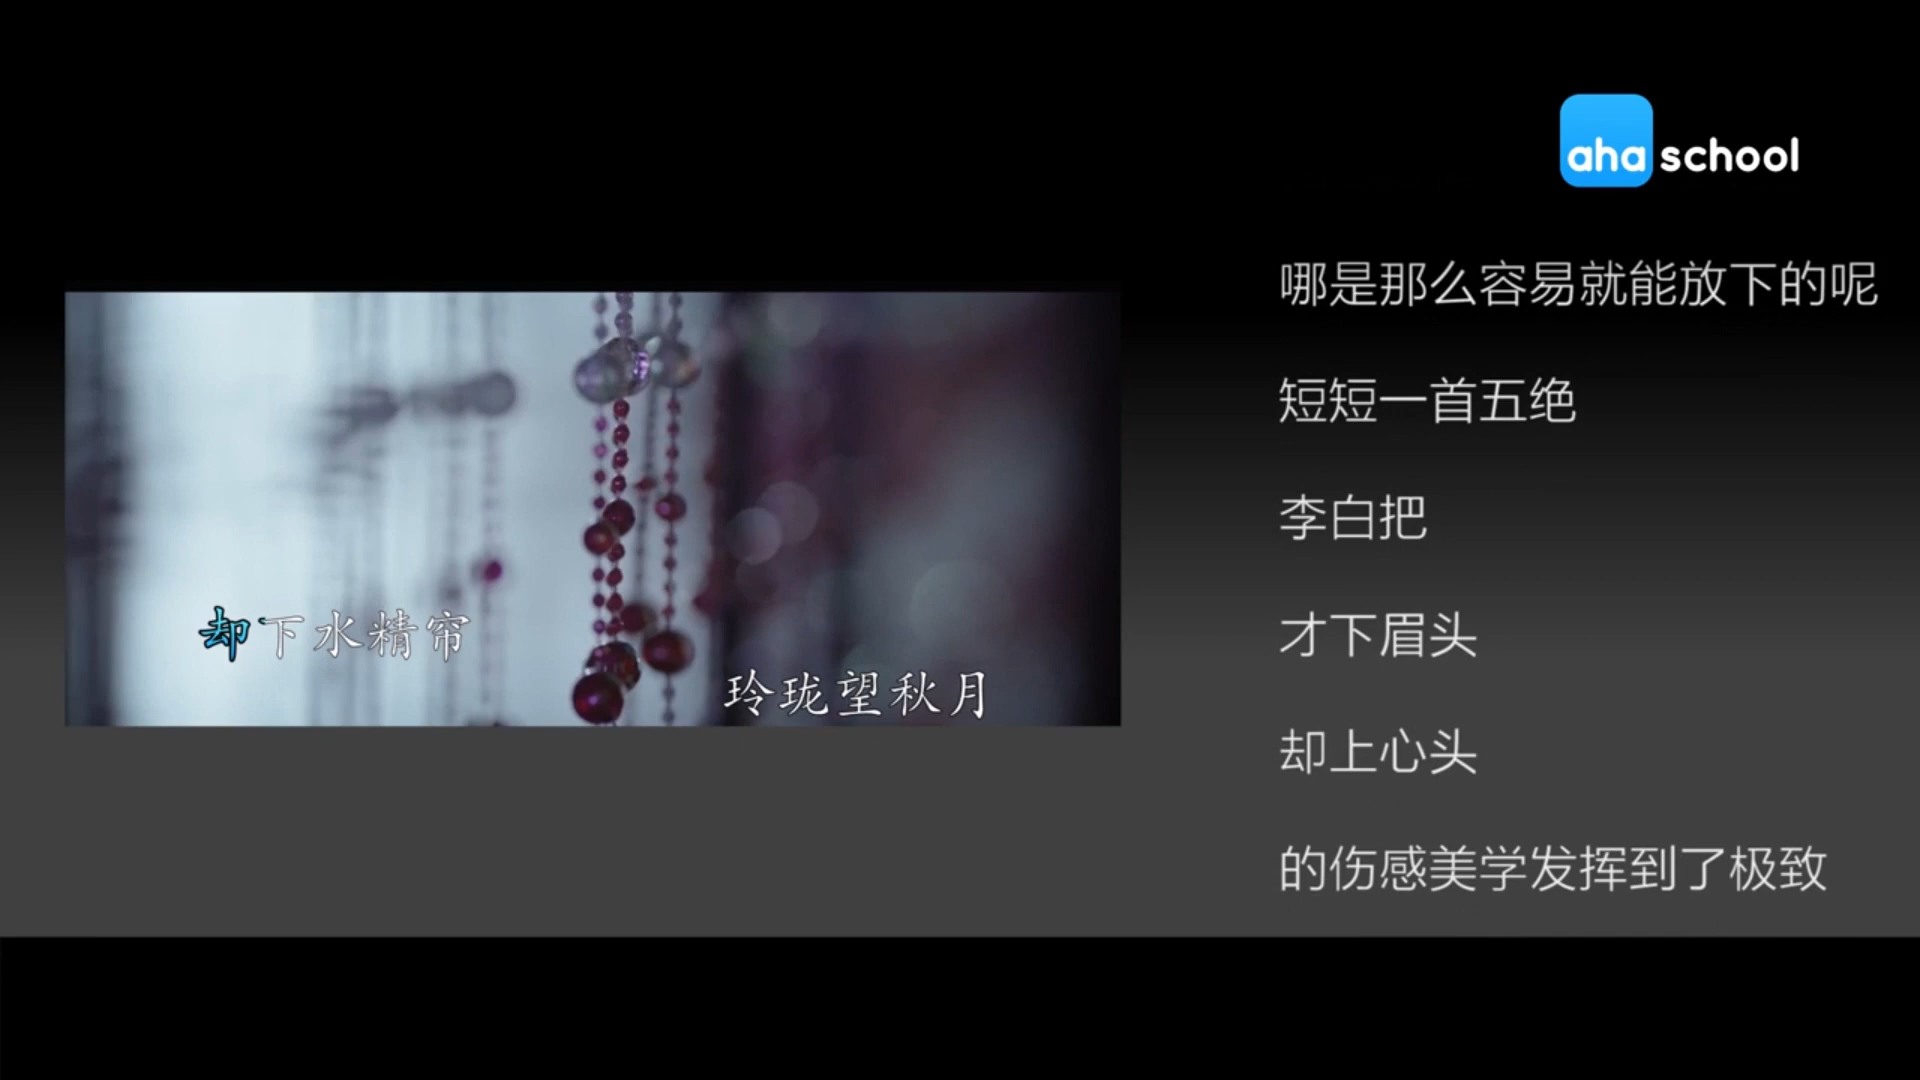 aha school
哪是那么容易就能放下的呢
短短一首五绝
李白把
才下眉头
却上心头
的伤感美学发挥到了极致
却下水精帘
玲珑望秋月